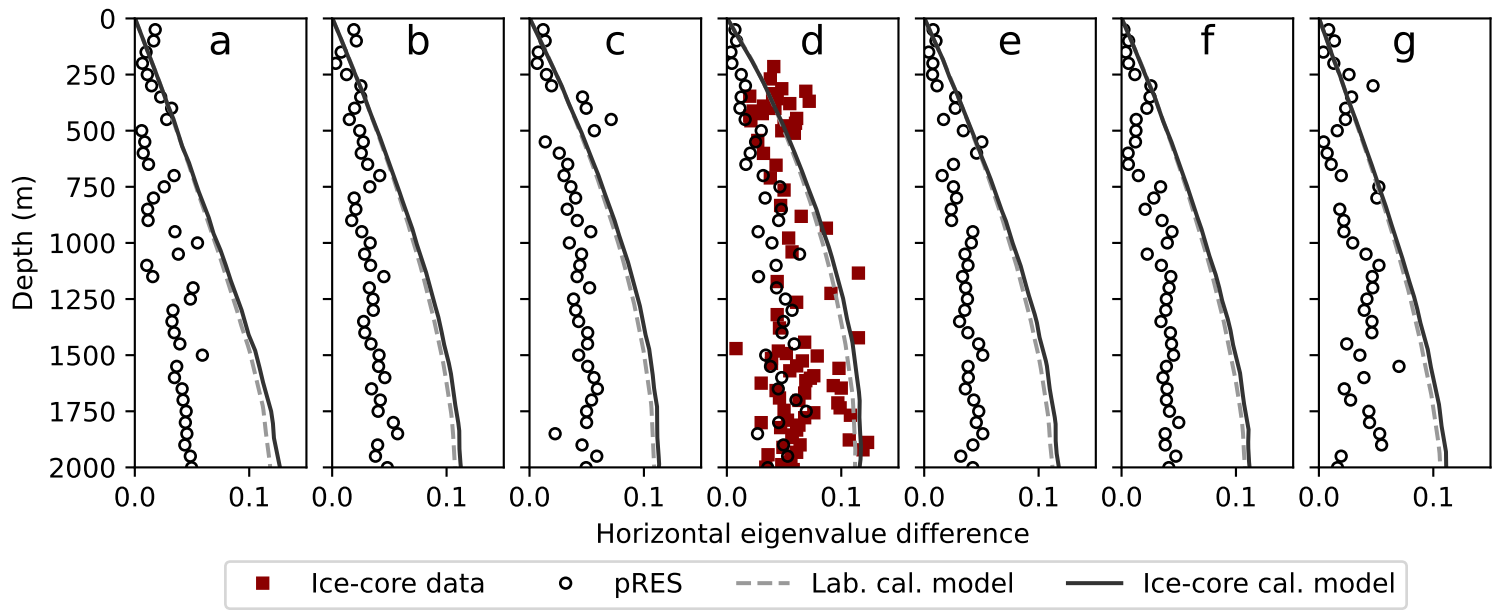 a b c d e f g
0
250
500
750
1000
1250
1500
1750
2000
Depth (m)
0.0 0.1 0.0 0.1 0.0 0.1 0.0 0.1 0.0 0.1 0.0 0.1 0.0 0.1
Horizontal eigenvalue difference
Ice-core data pRES Lab. cal. model Ice-core cal. model